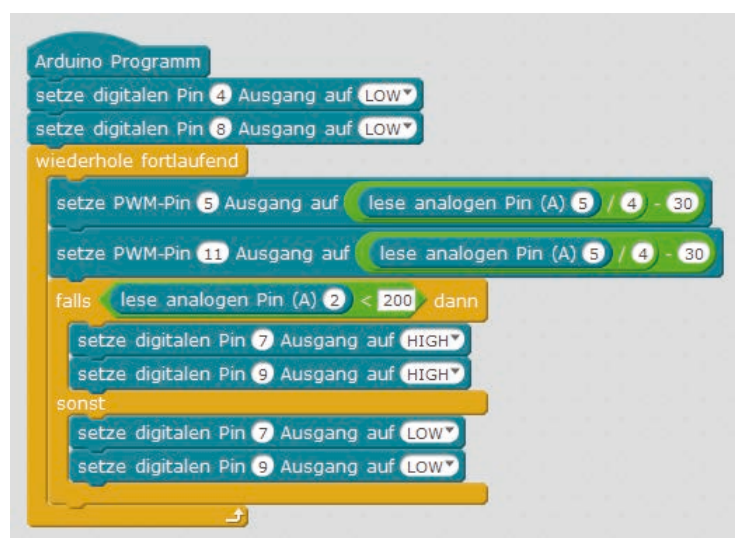 Arduino Programm
setze digitalen Pin 4 Ausgang auf LOW
setze digitalen Pin 8 Ausgang auf LOW
wiederhole fortlaufend
setze PWM-Pin 5 Ausgang auf lese analogen Pin (A) 5 / 4 - 30
setze PWM-Pin 11 Ausgang auf lese analogen Pin (A) 5 / 4 - 30
falls lese analogen Pin (A) 2 < 200 dann
setze digitalen Pin 7 Ausgang auf HIGH
setze digitalen Pin 9 Ausgang auf HIGH
sonst
setze digitalen Pin 7 Ausgang auf LOW
setze digitalen Pin 9 Ausgang auf LOW